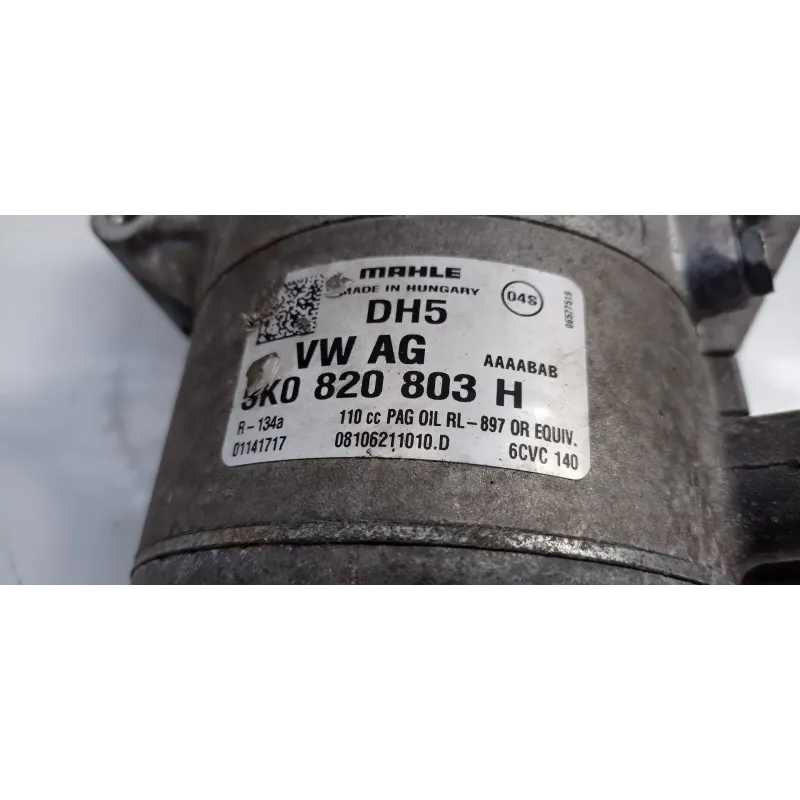 MAHLE
MADE IN HUNGARY
04S
DH5
06577519
VW AG AAAABAB
5K0 820 803 H
R-134a 110 cc PAG OIL RL-897 OR EQUIV.
01141717 08106211010.D 6CVC 140